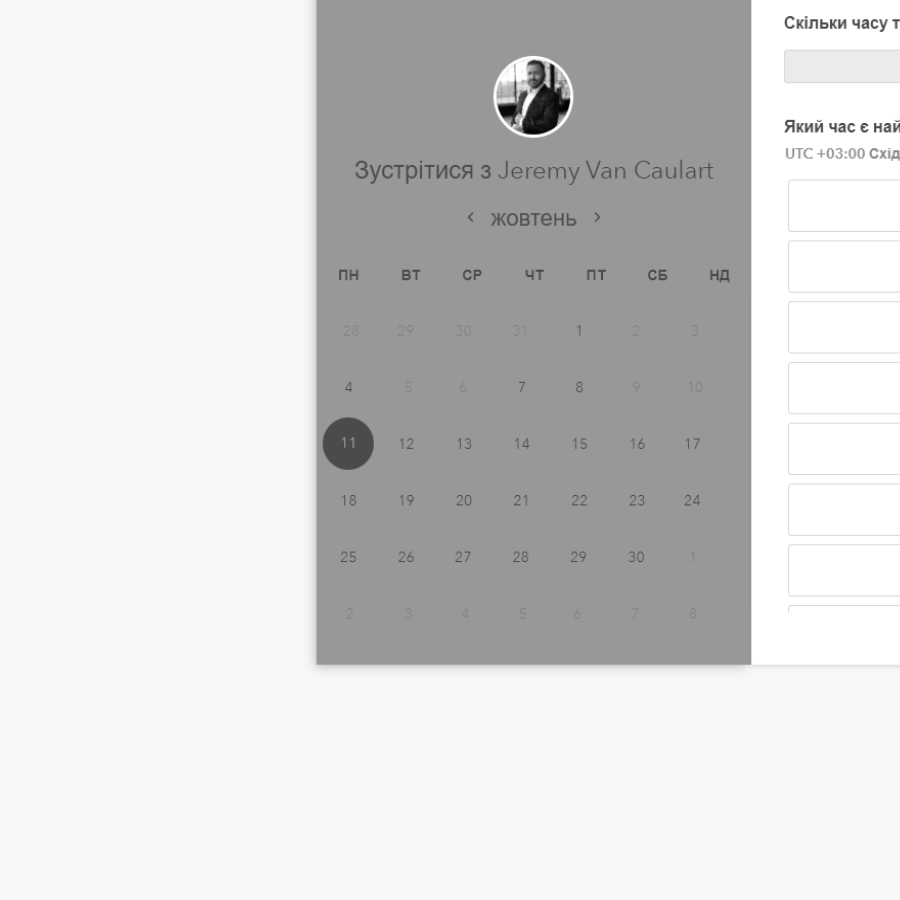 Зустрітися з Jeremy Van Caulart
жовтень
ПН ВТ СР ЧТ ПТ СБ НД
28 29 30 31 1 2 3
4 5 6 7 8 9 10
11 12 13 14 15 16 17
18 19 20 21 22 23 24
25 26 27 28 29 30 1
2 3 4 5 6 7 8
Скільки часу
Який час є
UTC +03:00